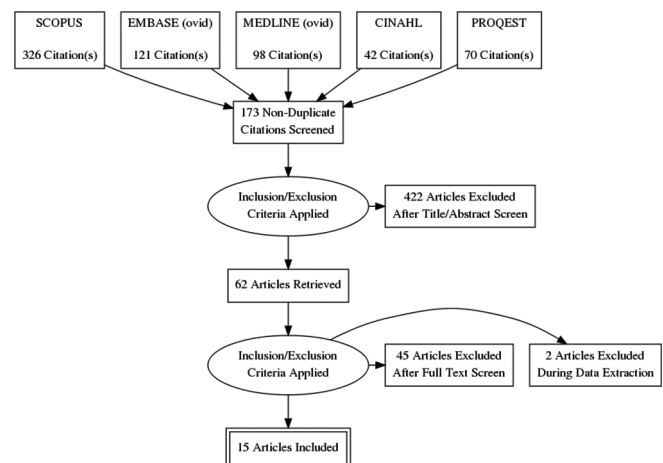 SCOPUS
326 Citation(s)
EMBASE (ovid)
121 Citation(s)
MEDLINE (ovid)
98 Citation(s)
CINAHL
42 Citation(s)
PROQEST
70 Citation(s)
173 Non-Duplicate
Citations Screened
Inclusion/Exclusion
Criteria Applied
422 Articles Excluded
After Title/Abstract Screen
62 Articles Retrieved
Inclusion/Exclusion
Criteria Applied
45 Articles Excluded
After Full Text Screen
2 Articles Excluded
During Data Extraction
15 Articles Included